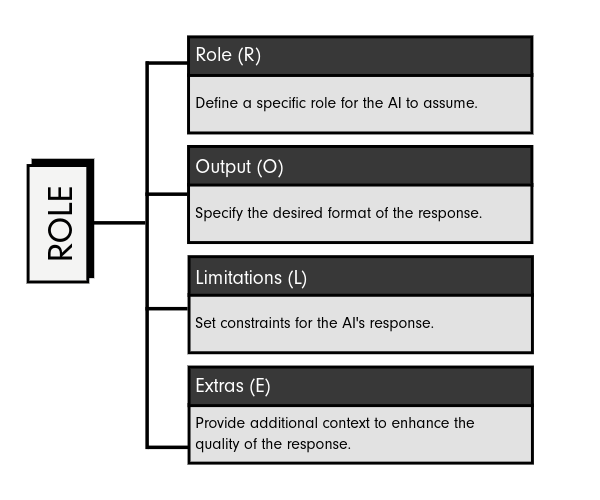 ROLE
Role (R)
Define a specific role for the AI to assume.
Output (O)
Specify the desired format of the response.
Limitations (L)
Set constraints for the AI's response.
Extras (E)
Provide additional context to enhance the
quality of the response.